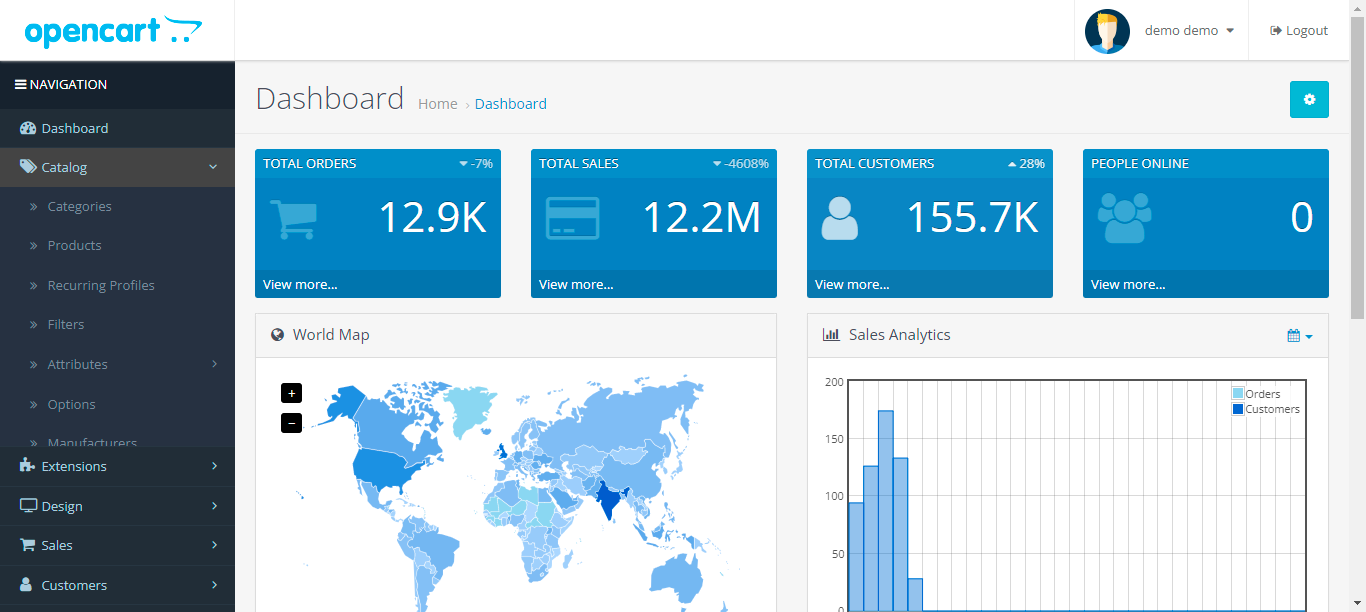 opencart
demo demo
Logout
NAVIGATION
Dashboard
Catalog
Categories
Products
Recurring Profiles
Filters
Attributes
Options
Manufacturers
Extensions
Design
Sales
Customers
Dashboard Home › Dashboard
TOTAL ORDERS -7%
12.9K
View more...
TOTAL SALES -4608%
12.2M
View more...
TOTAL CUSTOMERS 28%
155.7K
View more...
PEOPLE ONLINE
0
View more...
World Map
+
−
Sales Analytics
200
150
100
50
0
Orders
Customers